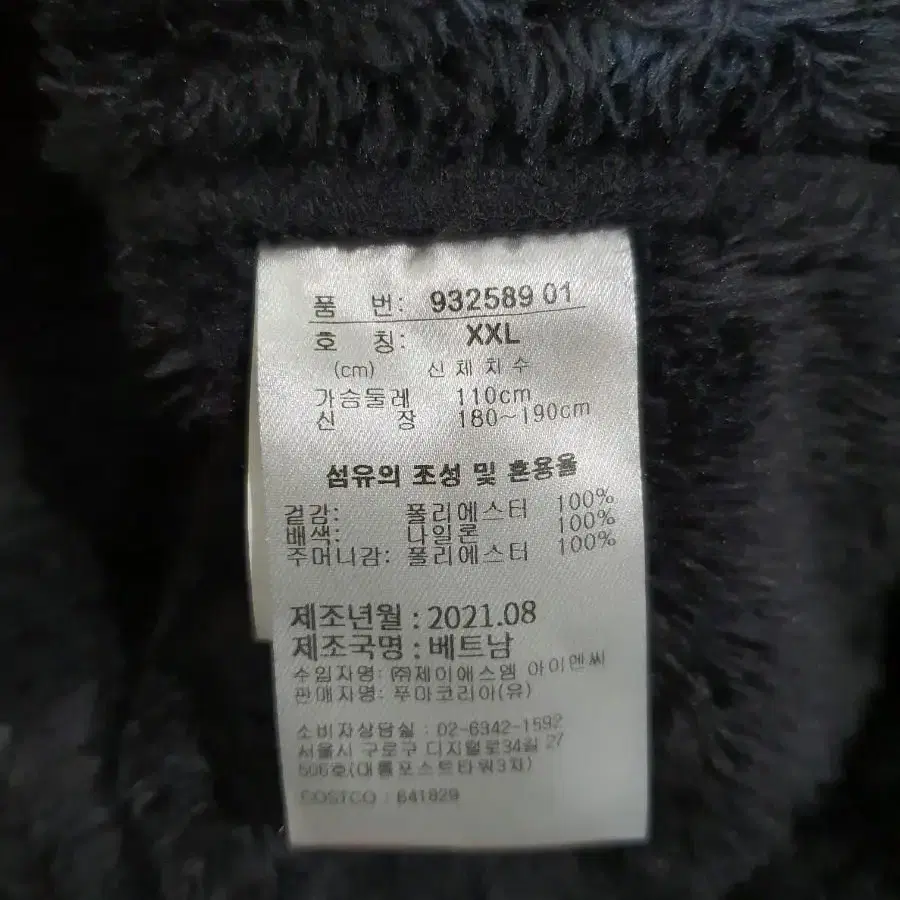 품 번: 932589 01
호 칭: XXL
(cm) 신체치수
가슴둘레 110cm
신 장 180~190cm
섬유의 조성 및 혼용율
겉감: 폴리에스터 100%
배색: 나일론 100%
주머니감: 폴리에스터 100%
제조년월 : 2021.08
제조국명 : 베트남
수입자명: ㈜제이에스엠 아이엔씨
판매자명: 푸마코리아(유)
소비자상담실 : 02-6342-1592
서울시 구로구 디지털로34길 27
506호(대륭포스트타워3차)
COSTCO : 641829